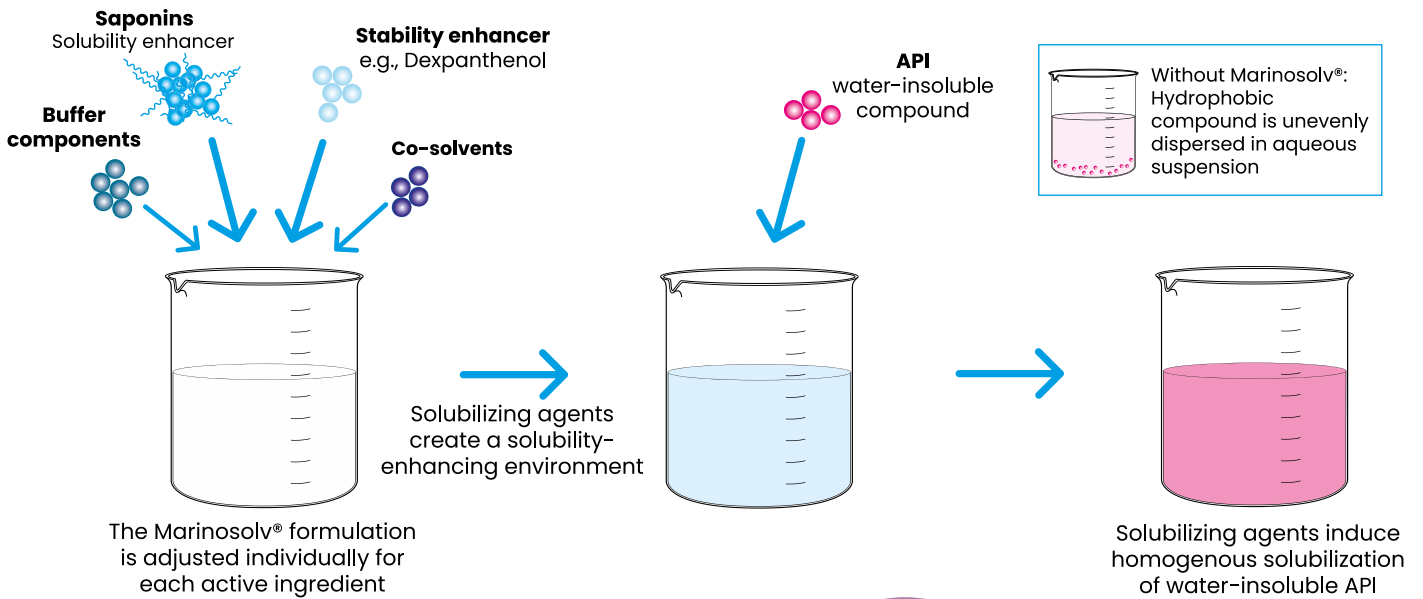 Saponins
Solubility enhancer
Stability enhancer
e.g., Dexpanthenol
Buffer
components
Co-solvents
API
water-insoluble
compound
Without Marinosolv®:
Hydrophobic
compound is unevenly
dispersed in aqueous
suspension
Solubilizing agents
create a solubility-
enhancing environment
The Marinosolv® formulation
is adjusted individually for
each active ingredient
Solubilizing agents induce
homogenous solubilization
of water-insoluble API